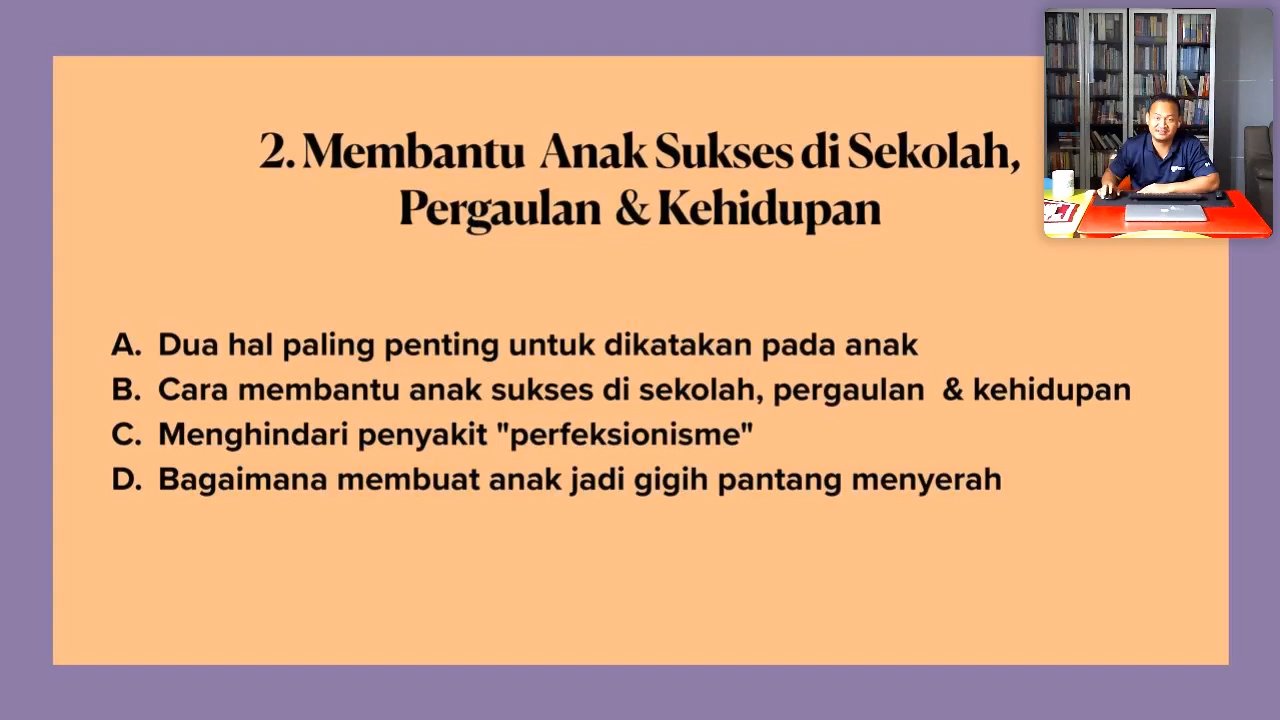 2. Membantu Anak Sukses di Sekolah,
Pergaulan & Kehidupan
A. Dua hal paling penting untuk dikatakan pada anak
B. Cara membantu anak sukses di sekolah, pergaulan & kehidupan
C. Menghindari penyakit "perfeksionisme"
D. Bagaimana membuat anak jadi gigih pantang menyerah